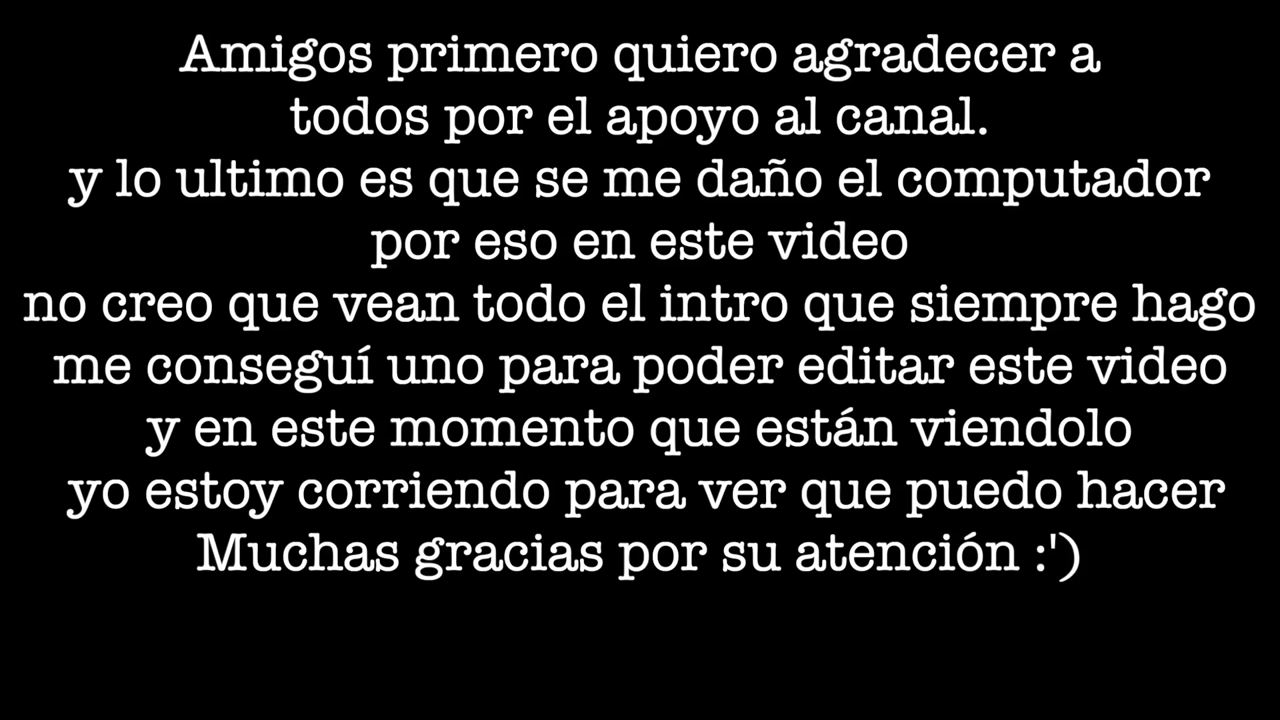 Amigos primero quiero agradecer a
todos por el apoyo al canal.
y lo ultimo es que se me daño el computador
por eso en este video
no creo que vean todo el intro que siempre hago
me conseguí uno para poder editar este video
y en este momento que están viendolo
yo estoy corriendo para ver que puedo hacer
Muchas gracias por su atención :')